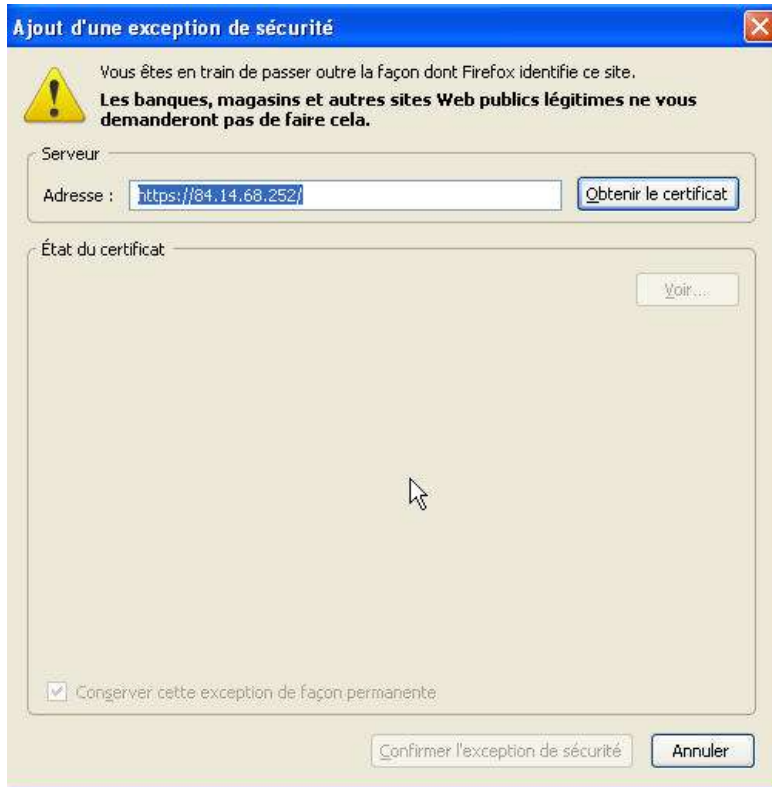 Ajout d'une exception de sécurité
Vous êtes en train de passer outre la façon dont Firefox identifie ce site.
Les banques, magasins et autres sites Web publics légitimes ne vous
demanderont pas de faire cela.
Serveur
Adresse : https://84.14.68.252/ Obtenir le certificat
État du certificat
Voir...
Conserver cette exception de façon permanente
Confirmer l'exception de sécurité Annuler